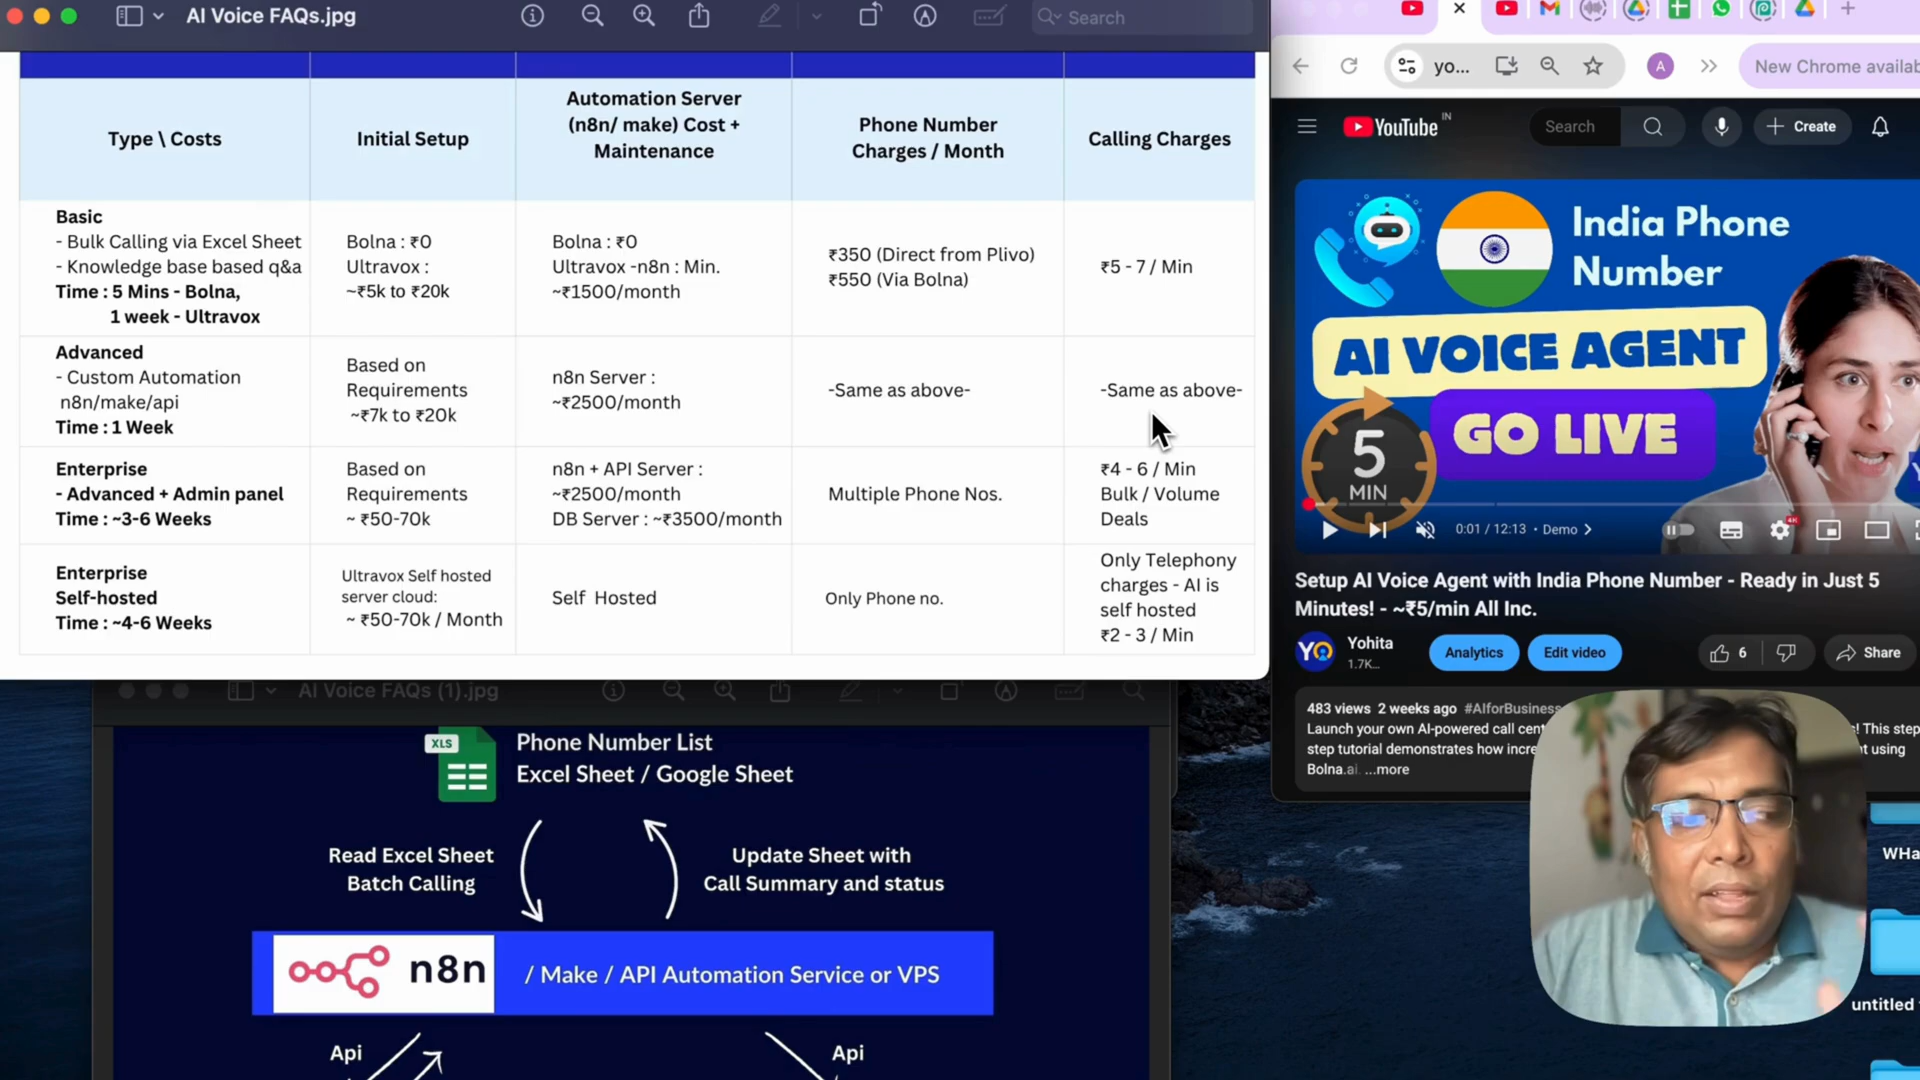 AI Voice FAQs.jpg
Search
Type \ Costs
Initial Setup
Automation Server
(n8n/ make) Cost +
Maintenance
Phone Number
Charges / Month
Calling Charges
Basic
- Bulk Calling via Excel Sheet
- Knowledge base based q&a
Time : 5 Mins - Bolna,
1 week - Ultravox
Bolna : ₹0
Ultravox :
~₹5k to ₹20k
Bolna : ₹0
Ultravox -n8n : Min.
~₹1500/month
₹350 (Direct from Plivo)
₹550 (Via Bolna)
₹5 - 7 / Min
Advanced
- Custom Automation
n8n/make/api
Time : 1 Week
Based on
Requirements
~₹7k to ₹20k
n8n Server :
~₹2500/month
-Same as above-
-Same as above-
Enterprise
- Advanced + Admin panel
Time : ~3-6 Weeks
Based on
Requirements
~ ₹50-70k
n8n + API Server :
~₹2500/month
DB Server : ~₹3500/month
Multiple Phone Nos.
₹4 - 6 / Min
Bulk / Volume
Deals
Enterprise
Self-hosted
Time : ~4-6 Weeks
Ultravox Self hosted
server cloud:
~ ₹50-70k / Month
Self Hosted
Only Phone no.
Only Telephony
charges - AI is
self hosted
₹2 - 3 / Min
AI Voice FAQs (1).jpg
XLS
Phone Number List
Excel Sheet / Google Sheet
Read Excel Sheet
Batch Calling
Update Sheet with
Call Summary and status
n8n
/ Make / API Automation Service or VPS
Api
Api
yo...
A
New Chrome availab
YouTube IN
Search
Create
India Phone
Number
AI VOICE AGENT
GO LIVE
5
MIN
0:01 / 12:13 • Demo
4K
Setup AI Voice Agent with India Phone Number - Ready in Just 5
Minutes! - ~₹5/min All Inc.
YO
Yohita
1.7K...
Analytics
Edit video
6
Share
483 views 2 weeks ago #AIforBusiness
Launch your own AI-powered call cent
! This step
step tutorial demonstrates how incre
t using
Bolna.ai ...more
WHa
untitled